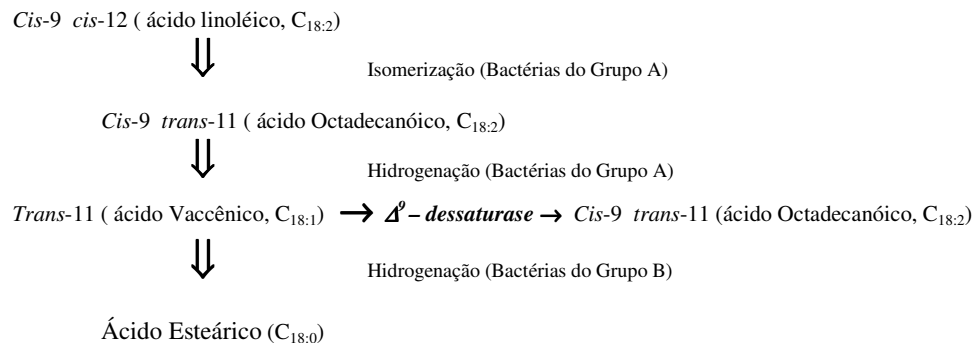 Cis-9 cis-12 ( ácido linoléico, C18:2)
Isomerização (Bactérias do Grupo A)
Cis-9 trans-11 ( ácido Octadecanóico, C18:2)
Hidrogenação (Bactérias do Grupo A)
Trans-11 ( ácido Vaccênico, C18:1) → Δ⁹ – dessaturase → Cis-9 trans-11 (ácido Octadecanóico, C18:2)
Hidrogenação (Bactérias do Grupo B)
Ácido Esteárico (C18:0)